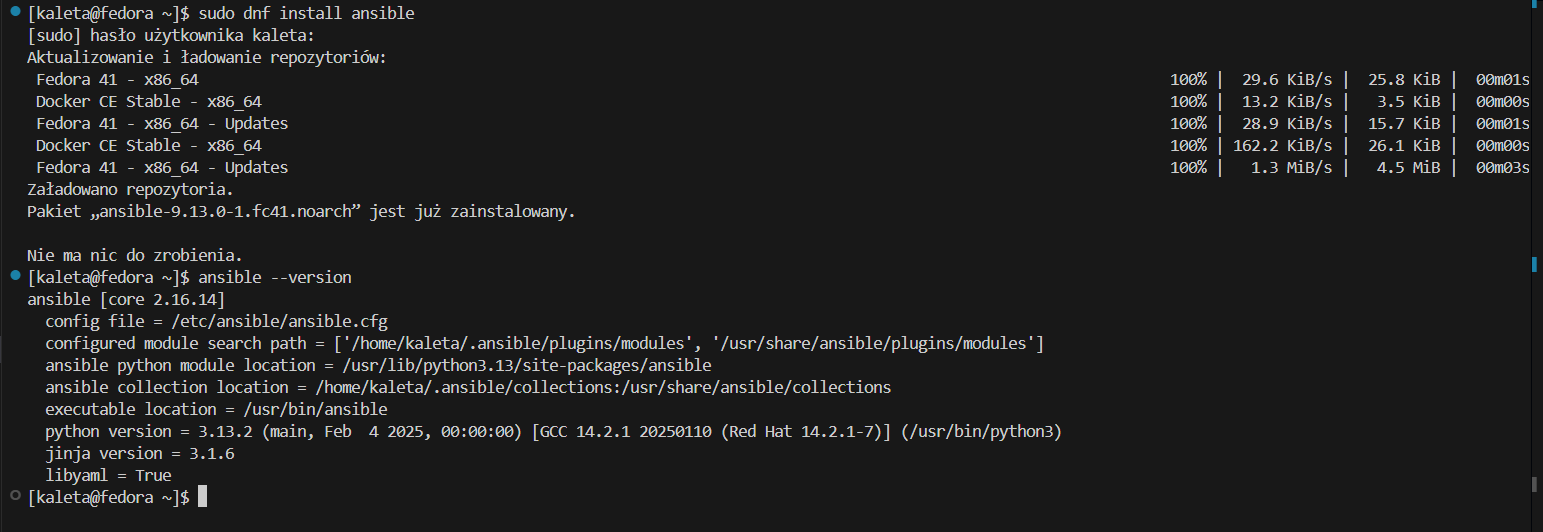 [kaleta@fedora ~]$ sudo dnf install ansible
[sudo] hasło użytkownika kaleta:
Aktualizowanie i ładowanie repozytoriów:
 Fedora 41 - x86_64                                          100% |  29.6 KiB/s |  25.8 KiB |  00m01s
 Docker CE Stable - x86_64                                   100% |  13.2 KiB/s |   3.5 KiB |  00m00s
 Fedora 41 - x86_64 - Updates                                100% |  28.9 KiB/s |  15.7 KiB |  00m01s
 Docker CE Stable - x86_64                                   100% | 162.2 KiB/s |  26.1 KiB |  00m00s
 Fedora 41 - x86_64 - Updates                                100% |   1.3 MiB/s |   4.5 MiB |  00m03s
Załadowano repozytoria.
Pakiet „ansible-9.13.0-1.fc41.noarch” jest już zainstalowany.

Nie ma nic do zrobienia.
[kaleta@fedora ~]$ ansible --version
ansible [core 2.16.14]
  config file = /etc/ansible/ansible.cfg
  configured module search path = ['/home/kaleta/.ansible/plugins/modules', '/usr/share/ansible/plugins/modules']
  ansible python module location = /usr/lib/python3.13/site-packages/ansible
  ansible collection location = /home/kaleta/.ansible/collections:/usr/share/ansible/collections
  executable location = /usr/bin/ansible
  python version = 3.13.2 (main, Feb  4 2025, 00:00:00) [GCC 14.2.1 20250110 (Red Hat 14.2.1-7)] (/usr/bin/python3)
  jinja version = 3.1.6
  libyaml = True
[kaleta@fedora ~]$